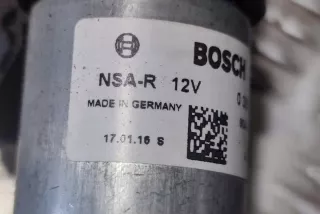 BOSCH
NSA-R 12V
MADE IN GERMANY
17.01.16 S